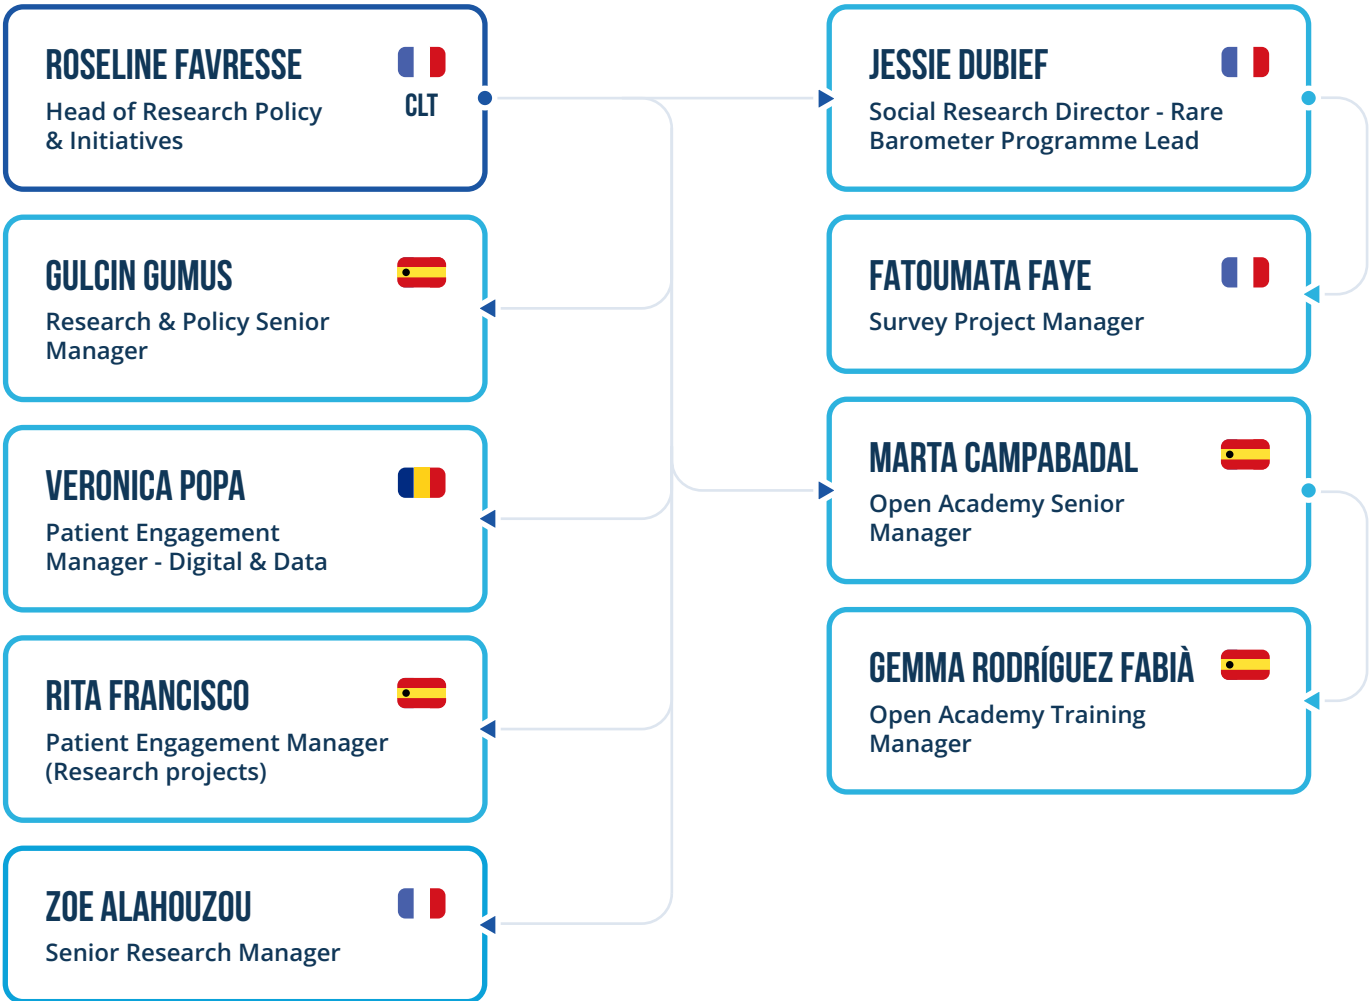 ROSELINE FAVRESSE
CLT
Head of Research Policy
& Initiatives
GULCIN GUMUS
Research & Policy Senior
Manager
VERONICA POPA
Patient Engagement
Manager - Digital & Data
RITA FRANCISCO
Patient Engagement Manager
(Research projects)
ZOE ALAHOUZOU
Senior Research Manager
JESSIE DUBIEF
Social Research Director - Rare
Barometer Programme Lead
FATOUMATA FAYE
Survey Project Manager
MARTA CAMPABADAL
Open Academy Senior
Manager
GEMMA RODRÍGUEZ FABIÀ
Open Academy Training
Manager